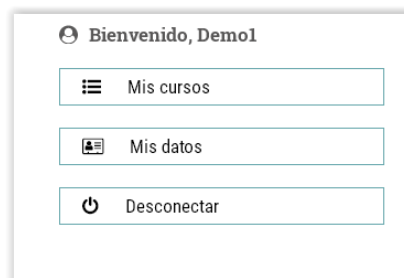 Bienvenido, Demo1
Mis cursos
Mis datos
Desconectar